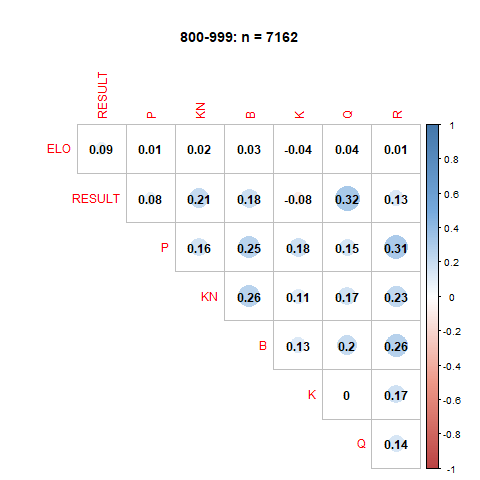 800-999: n = 7162
RESULT P KN B K Q R
ELO 0.09 0.01 0.02 0.03 -0.04 0.04 0.01
RESULT 0.08 0.21 0.18 -0.08 0.32 0.13
P 0.16 0.25 0.18 0.15 0.31
KN 0.26 0.11 0.17 0.23
B 0.13 0.2 0.26
K 0 0.17
Q 0.14
1
0.8
0.6
0.4
0.2
0
-0.2
-0.4
-0.6
-0.8
-1